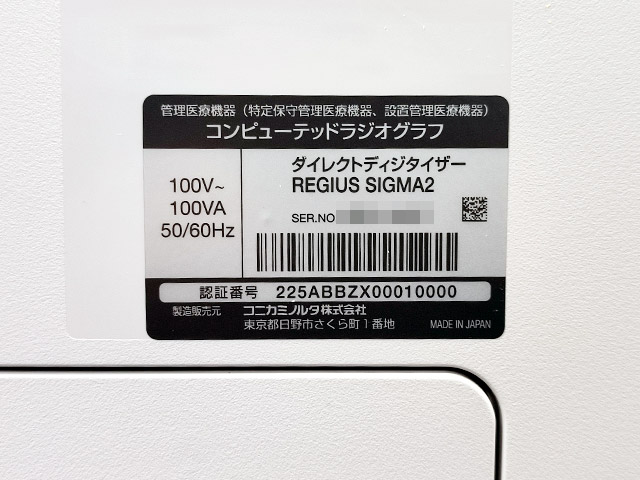 管理医療機器（特定保守管理医療機器、設置管理医療機器）
コンピューテッドラジオグラフ
ダイレクトディジタイザー
REGIUS SIGMA2
100V~
100VA
50/60Hz
SER.NO
認証番号 225ABBZX00010000
製造販売元 コニカミノルタ株式会社
東京都日野市さくら町1番地 MADE IN JAPAN